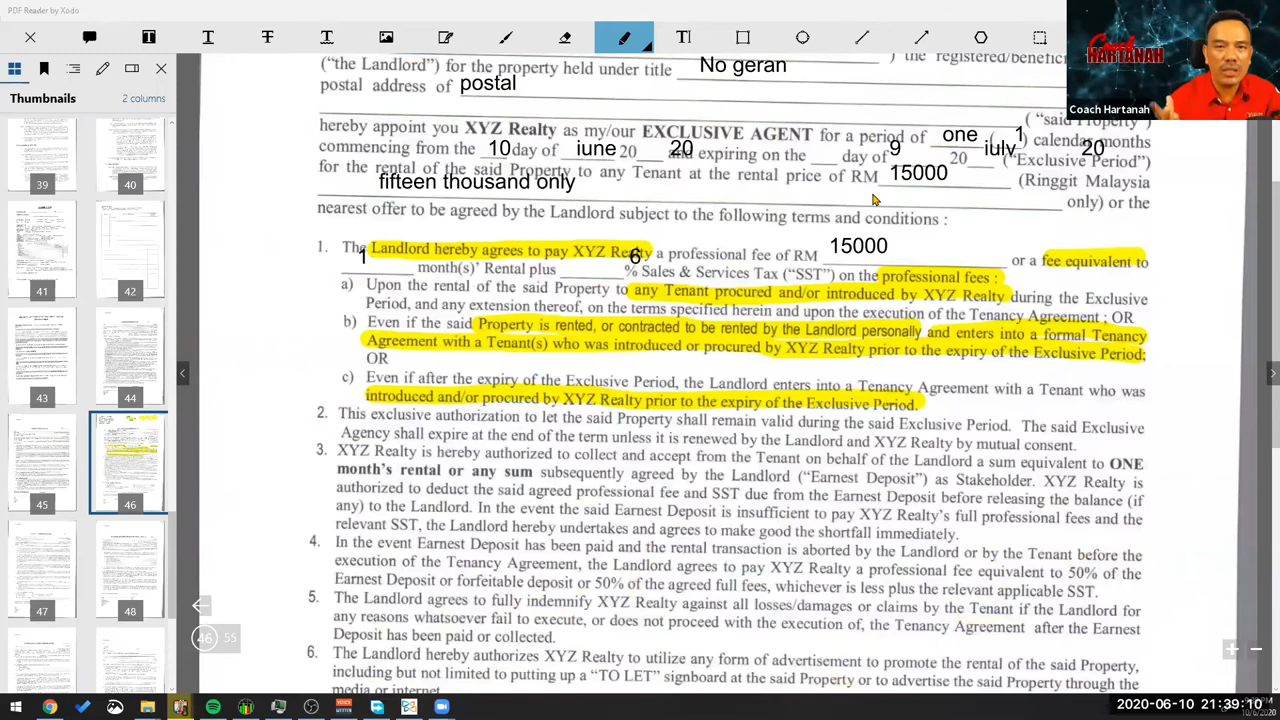 PDF Reader by Xodo
Thumbnails
2 columns
39
40
41
42
43
44
45
46
47
48
46 55
("the Landlord") for the property held under title No geran ) the
postal address of postal
( "said Property")
hereby appoint you XYZ Realty as my/our EXCLUSIVE AGENT for a period of one ( 1 ) calendar months
commencing from the 10 day of june 20 20 and expiring on the 9 day of july 20 20 ("Exclusive Period")
for the rental of the said Property to any Tenant at the rental price of RM 15000 (Ringgit Malaysia
fifteen thousand only only) or the
nearest offer to be agreed by the Landlord subject to the following terms and conditions :
1. The Landlord hereby agrees to pay XYZ Realty a professional fee of RM 15000 or a fee equivalent to
1 month(s)' Rental plus 6 % Sales & Services Tax ("SST") on the professional fees :
a) Upon the rental of the said Property to any Tenant procured and/or introduced by XYZ Realty during the Exclusive
Period, and any extension thereof, on the terms specified herein and upon the execution of the Tenancy Agreement ; OR
b) Even if the said Property is rented, or contracted to be rented by the Landlord personally and enters into a formal Tenancy
Agreement with a Tenant(s) who was introduced or procured by XYZ Realty prior to the expiry of the Exclusive Period;
OR
c) Even if after the expiry of the Exclusive Period, the Landlord enters into a Tenancy Agreement with a Tenant who was
introduced and/or procured by XYZ Realty prior to the expiry of the Exclusive Period.
2. This exclusive authorization to let the said Property shall remain valid during the said Exclusive Period. The said Exclusive
Agency shall expire at the end of the term unless it is renewed by the Landlord and XYZ Realty by mutual consent.
3. XYZ Realty is hereby authorized to collect and accept from the Tenant on behalf of the Landlord a sum equivalent to ONE
month's rental or any sum subsequently agreed by the Landlord ("Earnest Deposit") as Stakeholder. XYZ Realty is
authorized to deduct the said agreed professional fee and SST due from the Earnest Deposit before releasing the balance (if
any) to the Landlord. In the event the said Earnest Deposit is insufficient to pay XYZ Realty's full professional fees and the
relevant SST, the Landlord hereby undertakes and agrees to make good the shortfall immediately.
4. In the event Earnest Deposit has been paid and the rental transaction is aborted by the Landlord or by the Tenant before the
execution of the Tenancy Agreement, the Landlord agrees to pay XYZ Realty a professional fee equivalent to 50% of the
Earnest Deposit or forfeitable deposit or 50% of the agreed full fees, whichever is less plus the relevant applicable SST.
5. The Landlord agrees to fully indemnify XYZ Realty against all losses/damages or claims by the Tenant if the Landlord for
any reasons whatsoever fail to execute, or does not proceed with the execution of, the Tenancy Agreement after the Earnest
Deposit has been paid or collected.
6. The Landlord hereby authorizes XYZ Realty to utilize any form of advertisement to promote the rental of the said Property,
including but not limited to putting up a "TO LET" signboard at the said Property or to advertise the said Property through the
media or internet
Coach
HARTANAH
Coach Hartanah
2020-06-10 21:39:10